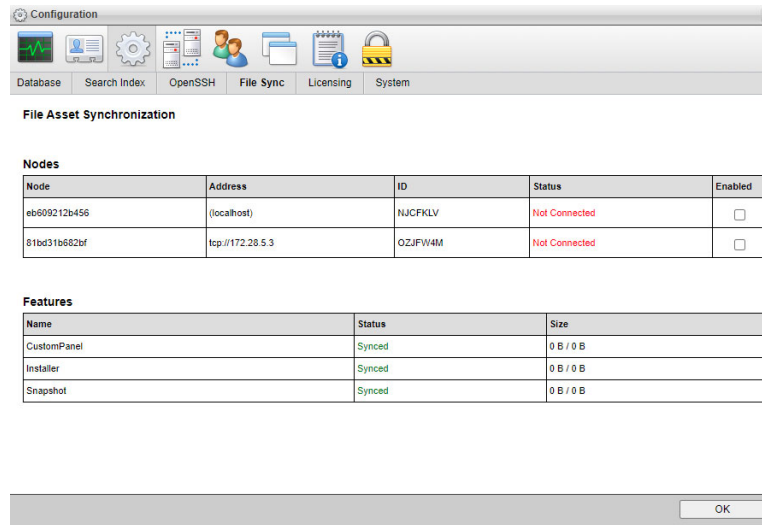 Configuration
Database Search Index OpenSSH File Sync Licensing System
File Asset Synchronization
Nodes
Node Address ID Status Enabled
eb609212b456 (localhost) NJCFKLV Not Connected
81bd31b682bf tcp://172.28.5.3 OZJFW4M Not Connected
Features
Name Status Size
CustomPanel Synced 0 B / 0 B
Installer Synced 0 B / 0 B
Snapshot Synced 0 B / 0 B
OK